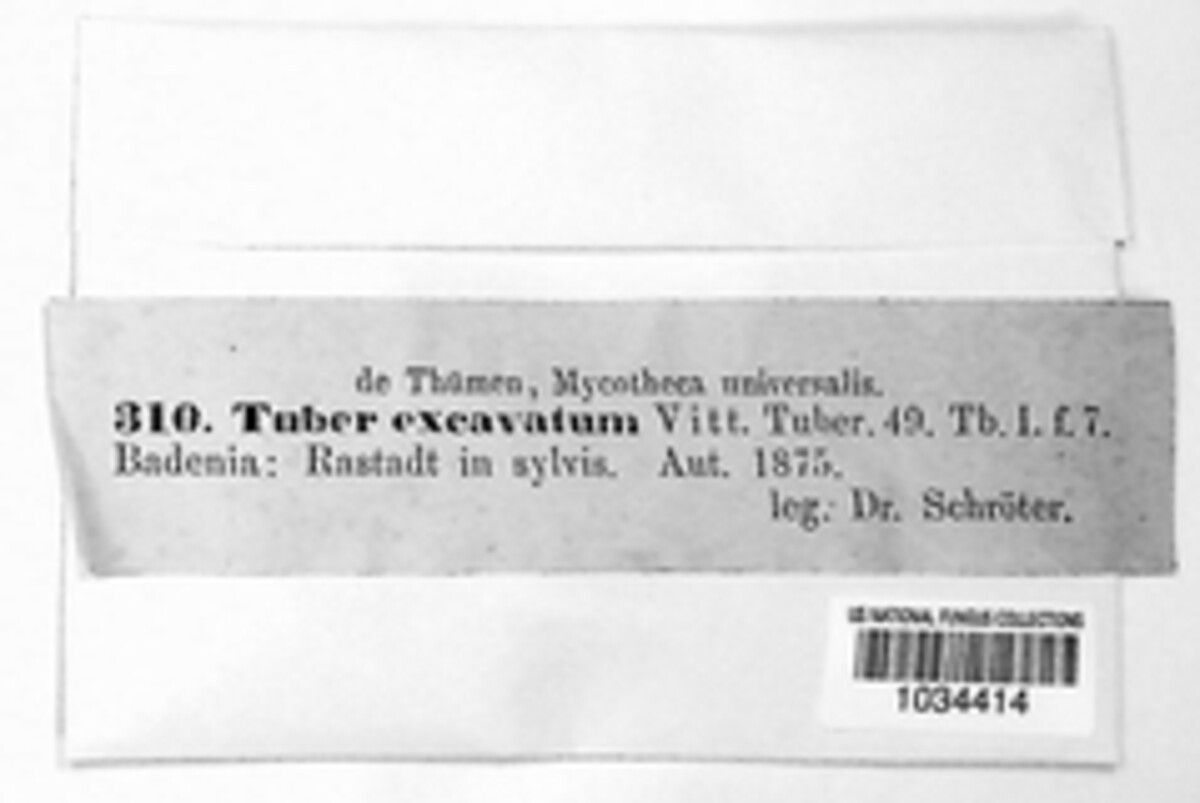 de Thümen, Mycotheca universalis.
310. Tuber excavatum Vitt. Tuber. 49. Tb. I. f. 7.
Badenia: Rastadt in sylvis. Aut. 1875.
leg. Dr. Schröter.
US NATIONAL FUNGUS COLLECTIONS
1034414